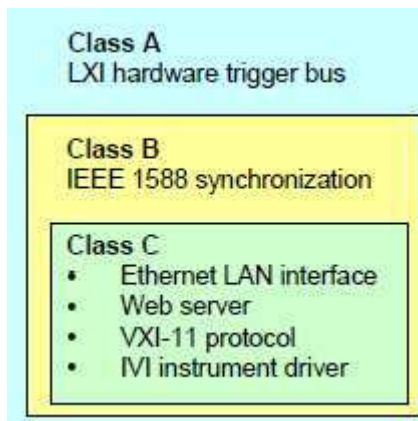 Class A
LXI hardware trigger bus
Class B
IEEE 1588 synchronization
Class C
• Ethernet LAN interface
• Web server
• VXI-11 protocol
• IVI instrument driver